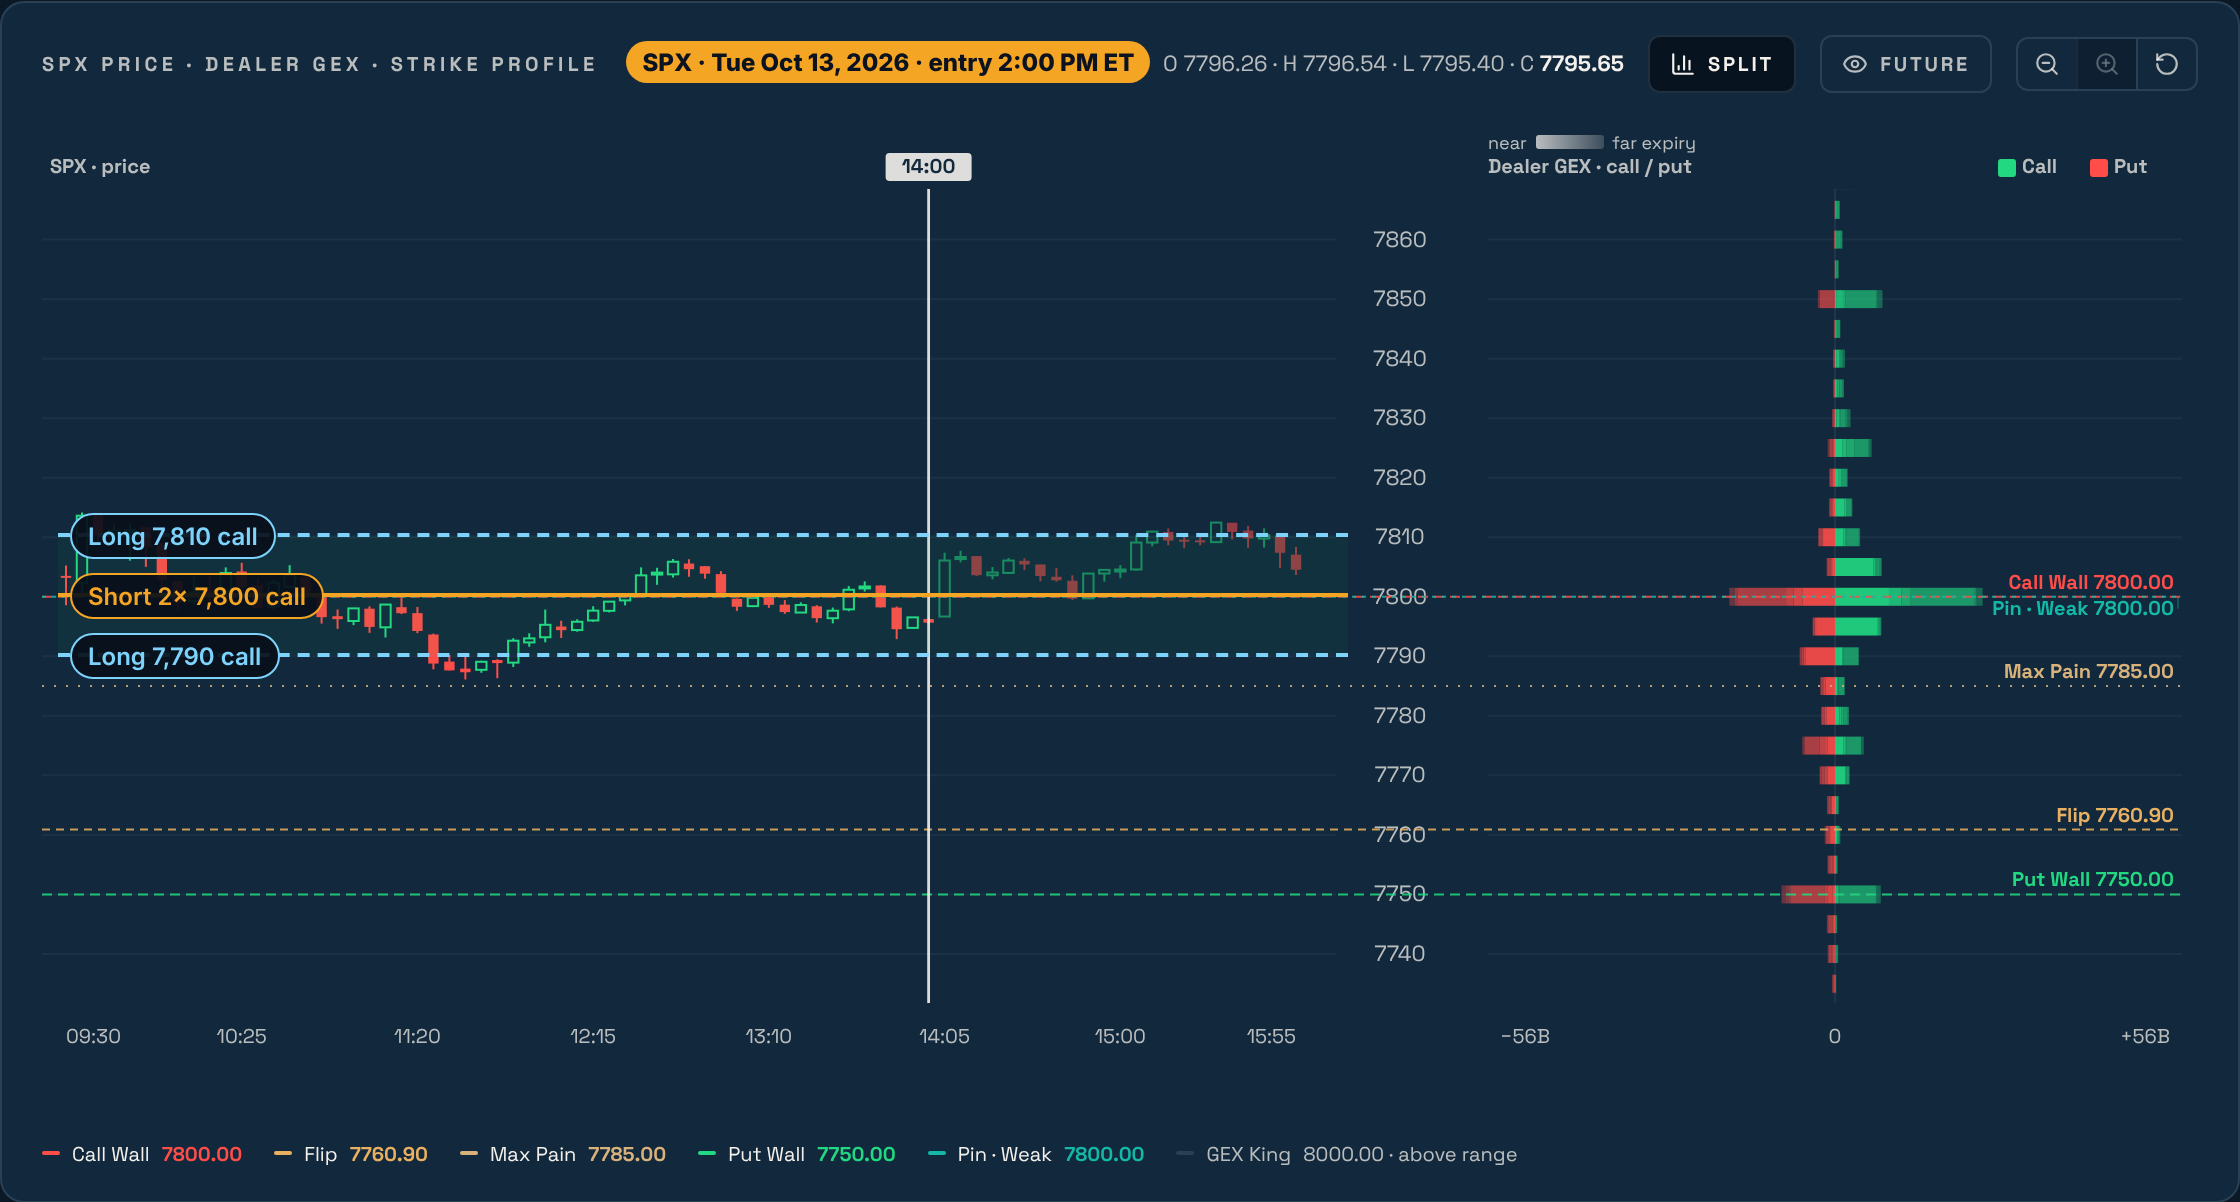 SPX PRICE · DEALER GEX · STRIKE PROFILE
SPX · Tue Oct 13, 2026 · entry 2:00 PM ET
O 7796.26 · H 7796.54 · L 7795.40 · C 7795.65
SPLIT
FUTURE
SPX · price
14:00
near far expiry
Dealer GEX · call / put
Call
Put
7860
7850
7840
7830
7820
7810
7800
7790
7780
7770
7760
7750
7740
Long 7,810 call
Short 2× 7,800 call
Long 7,790 call
Call Wall 7800.00
Pin · Weak 7800.00
Max Pain 7785.00
Flip 7760.90
Put Wall 7750.00
09:30 10:25 11:20 12:15 13:10 14:05 15:00 15:55
−56B 0 +56B
Call Wall 7800.00 Flip 7760.90 Max Pain 7785.00 Put Wall 7750.00 Pin · Weak 7800.00 GEX King 8000.00 · above range